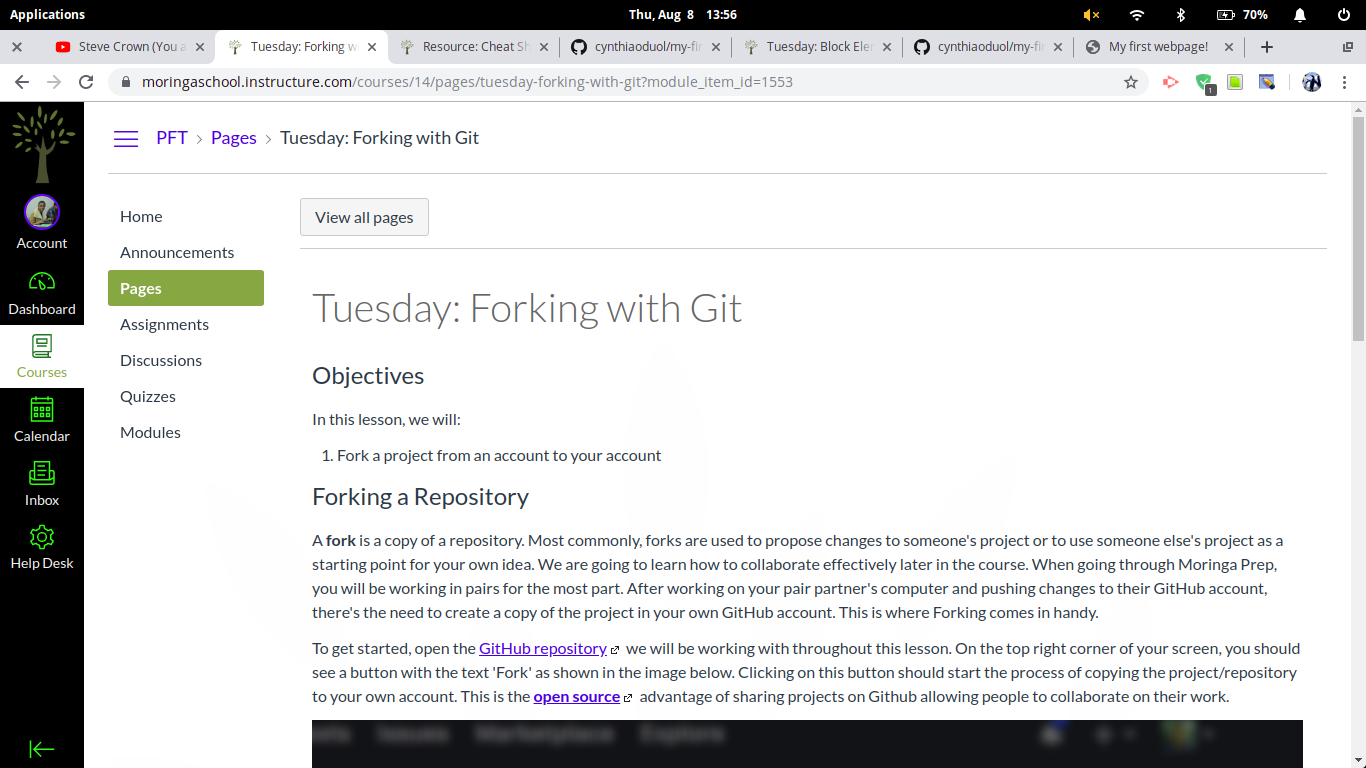 Applications
Thu, Aug 8 13:56
70%
Steve Crown (You a
Tuesday: Forking w
Resource: Cheat Sh
cynthiaoduol/my-fir
Tuesday: Block Elem
cynthiaoduol/my-fir
My first webpage!
moringaschool.instructure.com/courses/14/pages/tuesday-forking-with-git?module_item_id=1553
1
PFT > Pages > Tuesday: Forking with Git
Account
Dashboard
Courses
Calendar
Inbox
Help Desk
Home
Announcements
Pages
Assignments
Discussions
Quizzes
Modules
View all pages
Tuesday: Forking with Git
Objectives
In this lesson, we will:
1. Fork a project from an account to your account
Forking a Repository
A fork is a copy of a repository. Most commonly, forks are used to propose changes to someone's project or to use someone else's project as a
starting point for your own idea. We are going to learn how to collaborate effectively later in the course. When going through Moringa Prep,
you will be working in pairs for the most part. After working on your pair partner's computer and pushing changes to their GitHub account,
there's the need to create a copy of the project in your own GitHub account. This is where Forking comes in handy.
To get started, open the GitHub repository we will be working with throughout this lesson. On the top right corner of your screen, you should
see a button with the text 'Fork' as shown in the image below. Clicking on this button should start the process of copying the project/repository
to your own account. This is the open source advantage of sharing projects on Github allowing people to collaborate on their work.
Issues Marketplace Explore